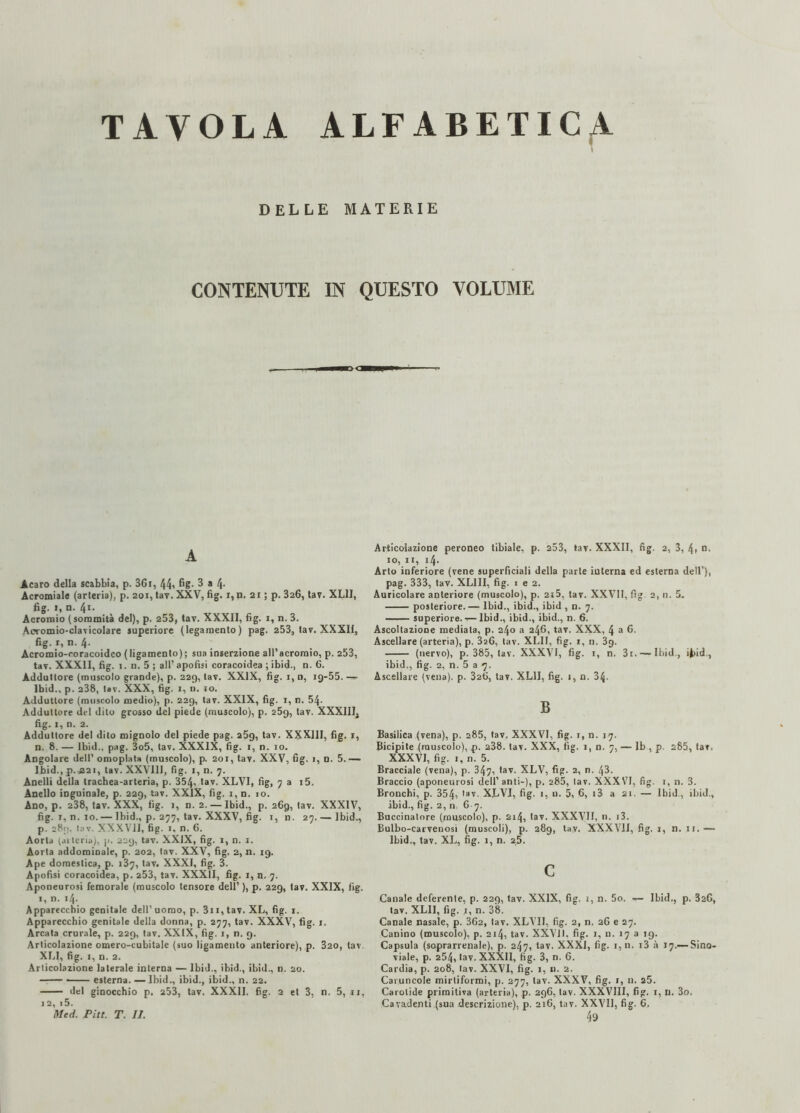 TAVOLA ALFABETICA
DELLE MATERIE
CONTENUTE IN QUESTO VOLUME
A
Acaro della scabbia, p. 361, 44, fig. 3 a 4.
Acromiale (arteria), p. 201, tav. XXV, fig. 1, n. 21; p. 326, tav. XLII,
fig. 1, n. 41.
Acromio (sommità del), p. 253, tav. XXXII, fig. 1, n. 3.
Acromio-clavicolare superiore (legamento) pag. 253, tav. XXXII,
fig. 1, n. 4.
Acromio-coracoideo (ligamento); sua inserzione all'acromio, p. 253,
tav. XXXII, fig. 1. n. 5; all'apofisi coracoidea; ibid., n. 6.
Adduttore (muscolo grande), p. 229, tav. XXIX, fig. 1, n, 19-55. —
Ibid., p. 238, tav. XXX, fig. 1, n. 10.
Adduttore (muscolo medio), p. 229, tav. XXIX, fig. 1, n. 54.
Adduttore del dito grosso del piede (muscolo), p. 259, tav. XXXIII,
fig. 1, n. 2.
Adduttore del dito mignolo del piede pag. 259, tav. XXXIII, fig. 1,
n. 8. — Ibid., pag. 305, tav. XXXIX, fig. 1, n. 10.
Angolare dell' omoplata (muscolo), p. 201, tav. XXV, fig. 1, n. 5. —
Ibid., p. 221, tav. XXVIII, fig. 1, n. 7.
Anelli della trachea-arteria, p. 354, tav. XLVI, fig, 7 a 15.
Anello inguinale, p. 229, tav. XXIX, fig. 1, n. 10.
Ano, p. 238, tav. XXX, fig. 1, n. 2. — Ibid., p. 269, tav. XXXIV,
fig. 1, n. 10. — Ibid., p. 277, tav. XXXV, fig. 1, n. 27. — Ibid.,
p. 289, tav. XXXVII, fig. 1, n. 6.
Aorta (arteria), p. 229, tav. XXIX, fig. 1, n. 1.
Aorta addominale, p. 202, tav. XXV, fig. 2, n. 19.
Ape domestica, p. 137, tav. XXXI, fig. 3.
Apofisi coracoidea, p. 253, tav. XXXII, fig. 1, n. 7.
Aponeurosi femorale (muscolo tensore dell'), p. 229, tav. XXIX, fig.
1, n. 14.
Apparecchio genitale dell' uomo, p. 311, tav. XL, fig. 1.
Apparecchio genitale della donna, p. 277, tav. XXXV, fig. 1.
Arcata crurale, p. 229, tav. XXIX, fig. 1, n. 9.
Articolazione omero-cubitale (suo ligamento anteriore), p. 320, tav
XLI, fig. 1, n. 2.
Articolazione laterale interna — Ibid., ibid., ibid., n. 20.
—— —— esterna. — Ibid., ibid., ibid., n. 22.
—— del ginocchio p. 253, tav. XXXII. fig. 2 et 3, n. 5, 11,
12, 15.
Med. Pitt. T. II.
Articolazione peroneo tibiale, p. 253, tav. XXXII, fig. 2, 3, 4, n.
10, 11, 14.
Arto inferiore (vene superficiali della parte interna ed esterna dell'),
pag. 333, tav. XLIII, fig. 1 e 2.
Auricolare anteriore (muscolo), p. 215, tav. XXVII, fig 2, n. 5.
—— posteriore. — Ibid., ibid., ibid, n. 7.
—— superiore. — Ibid., ibid., ibid., n. 6.
Ascoltazione mediata, p. 240 a 246, tav. XXX, 4 a 6.
Ascellare (arteria), p. 326, tav. XLII, fig. 1, n. 39.
—— (nervo), p. 385, tav. XXXVI, fig. 1, n. 31. — Ibid., ibid.,
ibid., fig. 2, n. 5 a 7.
Ascellare (vena). p. 326, tav. XLII, fig. 1, n. 34.
B
Basilica (vena), p. 285, tav. XXXVI, fig. 1, n. 17.
Bicipite (muscolo), p. 238. tav. XXX, fig. 1, n. 7, — Ib, p. 285, tav.
XXXVI, fig. 1, n. 5.
Bracciale (vena), p. 347, tav. XLV, fig. 2, n. 43.
Braccio (aponeurosi dell' anti-), p. 285, tav. XXXVI, fig. 1, n. 3.
Bronchi, p. 354, tav. XLVI, fig. 1, n. 5, 6, 13 a 21. — Ibid., ibid.,
ibid., fig. 2, n. 6-7.
Buccinatore (muscolo), p. 214, tav. XXXVII, n. 13.
Bulbo-carvenosi (muscoli), p. 289, tav. XXXVII, fig. 1, n. 11. —
Ibid., tav. XL, fig. 1, n. 25.
C
Canale deferente, p. 229, tav. XXIX, fig. 1, n. 50. — Ibid., p. 326,
tav. XLII, fig. 1, n. 38.
Canale nasale, p. 362, tav. XLVII, fig. 2, n. 26 e 27.
Canino (muscolo), p. 214, tav. XXVII, fig. 1, n. 17 a 19.
Capsula (soprarrenale), p. 247, tav. XXXI, fig. 1, n. 13 à 17.—Sino-
viale, p. 254, tav. XXXII, fig. 3, n. 6.
Cardia, p. 208, tav. XXVI, fig. 1, n. 2.
Caruncole mirtiformi, p. 277, tav. XXXV, fig. 1, n. 25.
Carotide primitiva (arteria), p. 296, tav. XXXVIII, fig. 1, n. 30.
Cavadenti (sua descrizione), p. 216, tav. XXVII, fig. 6.
49